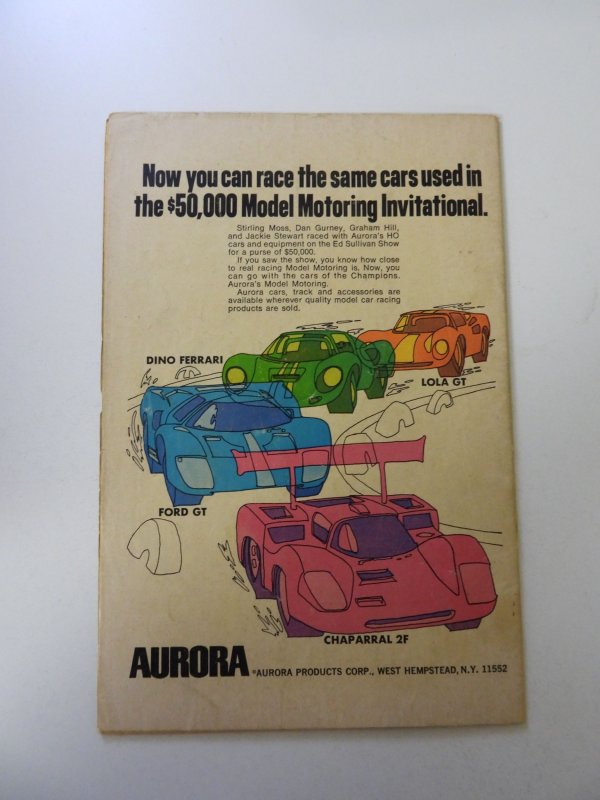 Now you can race the same cars used in
the $50,000 Model Motoring Invitational.
Stirling Moss, Dan Gurney, Graham Hill,
and Jackie Stewart raced with Aurora's HO
cars and equipment on the Ed Sullivan Show
for a purse of $50,000.
If you saw the show, you know how close
to real racing Model Motoring is. Now, you
can go with the cars of the Champions.
Aurora's Model Motoring.
Aurora cars, track and accessories are
available wherever quality model car racing
products are sold.
DINO FERRARI
LOLA GT
FORD GT
CHAPARRAL 2F
AURORA ®AURORA PRODUCTS CORP., WEST HEMPSTEAD, N.Y. 11552